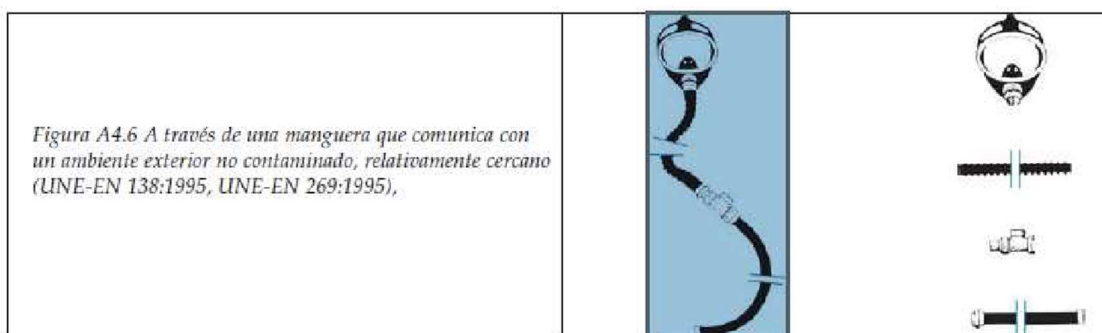 Figura A4.6 A través de una manguera que comunica con
un ambiente exterior no contaminado, relativamente cercano
(UNE-EN 138:1995, UNE-EN 269:1995),